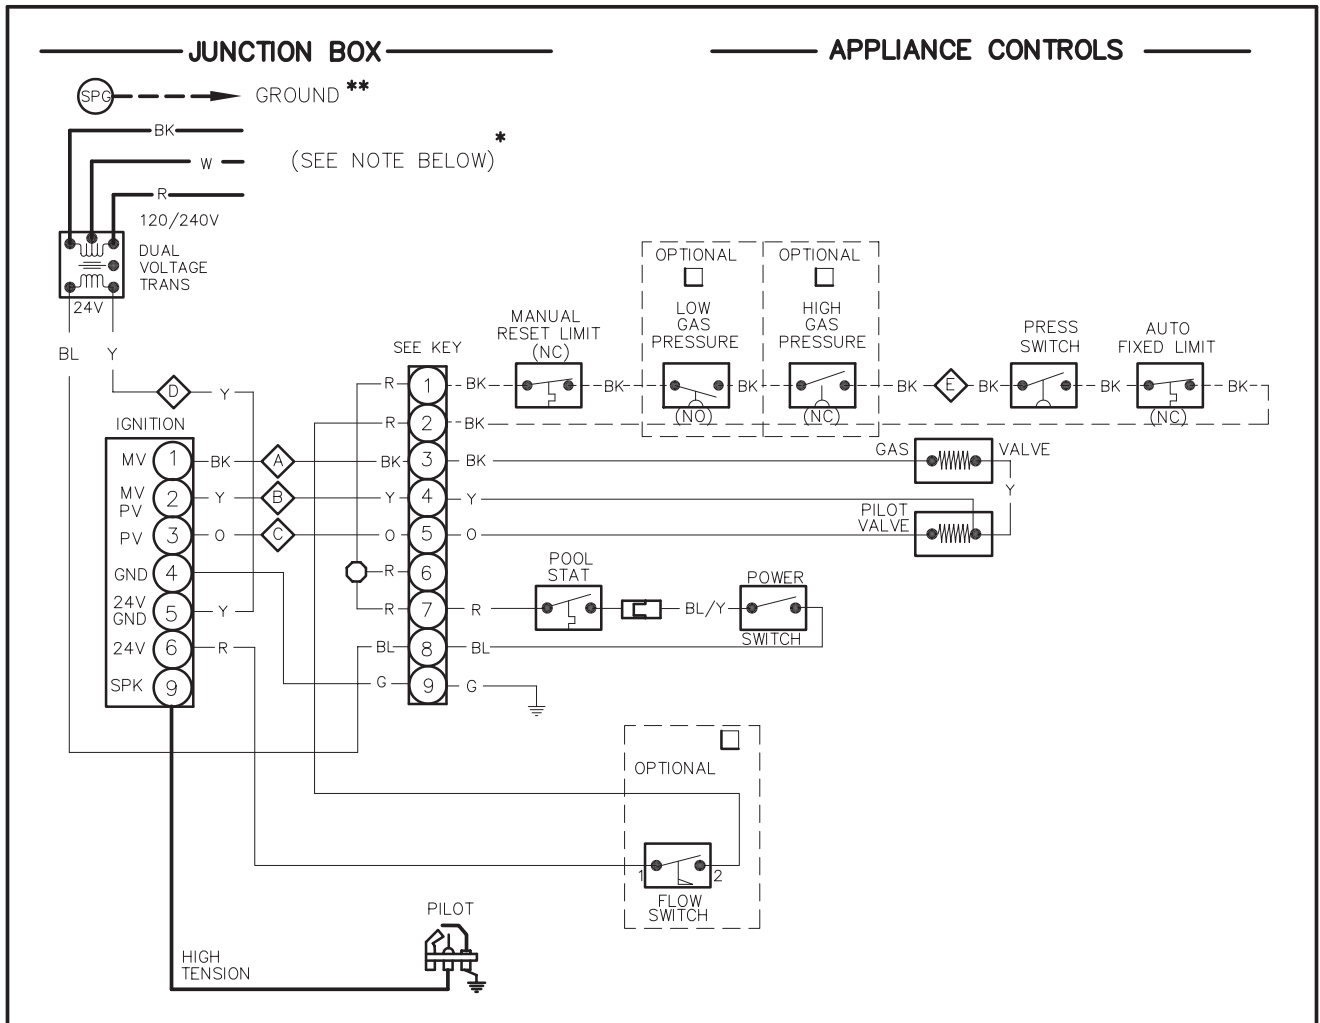 JUNCTION BOX
APPLIANCE CONTROLS
SPG
GROUND **
BK
W
(SEE NOTE BELOW)*
R
120/240V
DUAL
VOLTAGE
TRANS
24V
BL Y
D
Y
OPTIONAL
LOW
GAS
PRESSURE
(NO)
OPTIONAL
HIGH
GAS
PRESSURE
(NC)
MANUAL
RESET LIMIT
(NC)
PRESS
SWITCH
AUTO
FIXED LIMIT
(NC)
SEE KEY
R 1 BK BK BK BK E BK BK BK
R 2 BK
IGNITION
MV 1 BK A BK 3 BK
GAS VALVE
Y
MV
PV 2 Y B Y 4 Y
PILOT
VALVE
PV 3 O C O 5 O
GND 4
R 6
POOL
STAT
POWER
SWITCH
24V
GND 5 Y
R 7 R BL/Y
24V 6 R
BL 8 BL
SPK 9
G 9 G
OPTIONAL
1 2
FLOW
SWITCH
PILOT
HIGH
TENSION